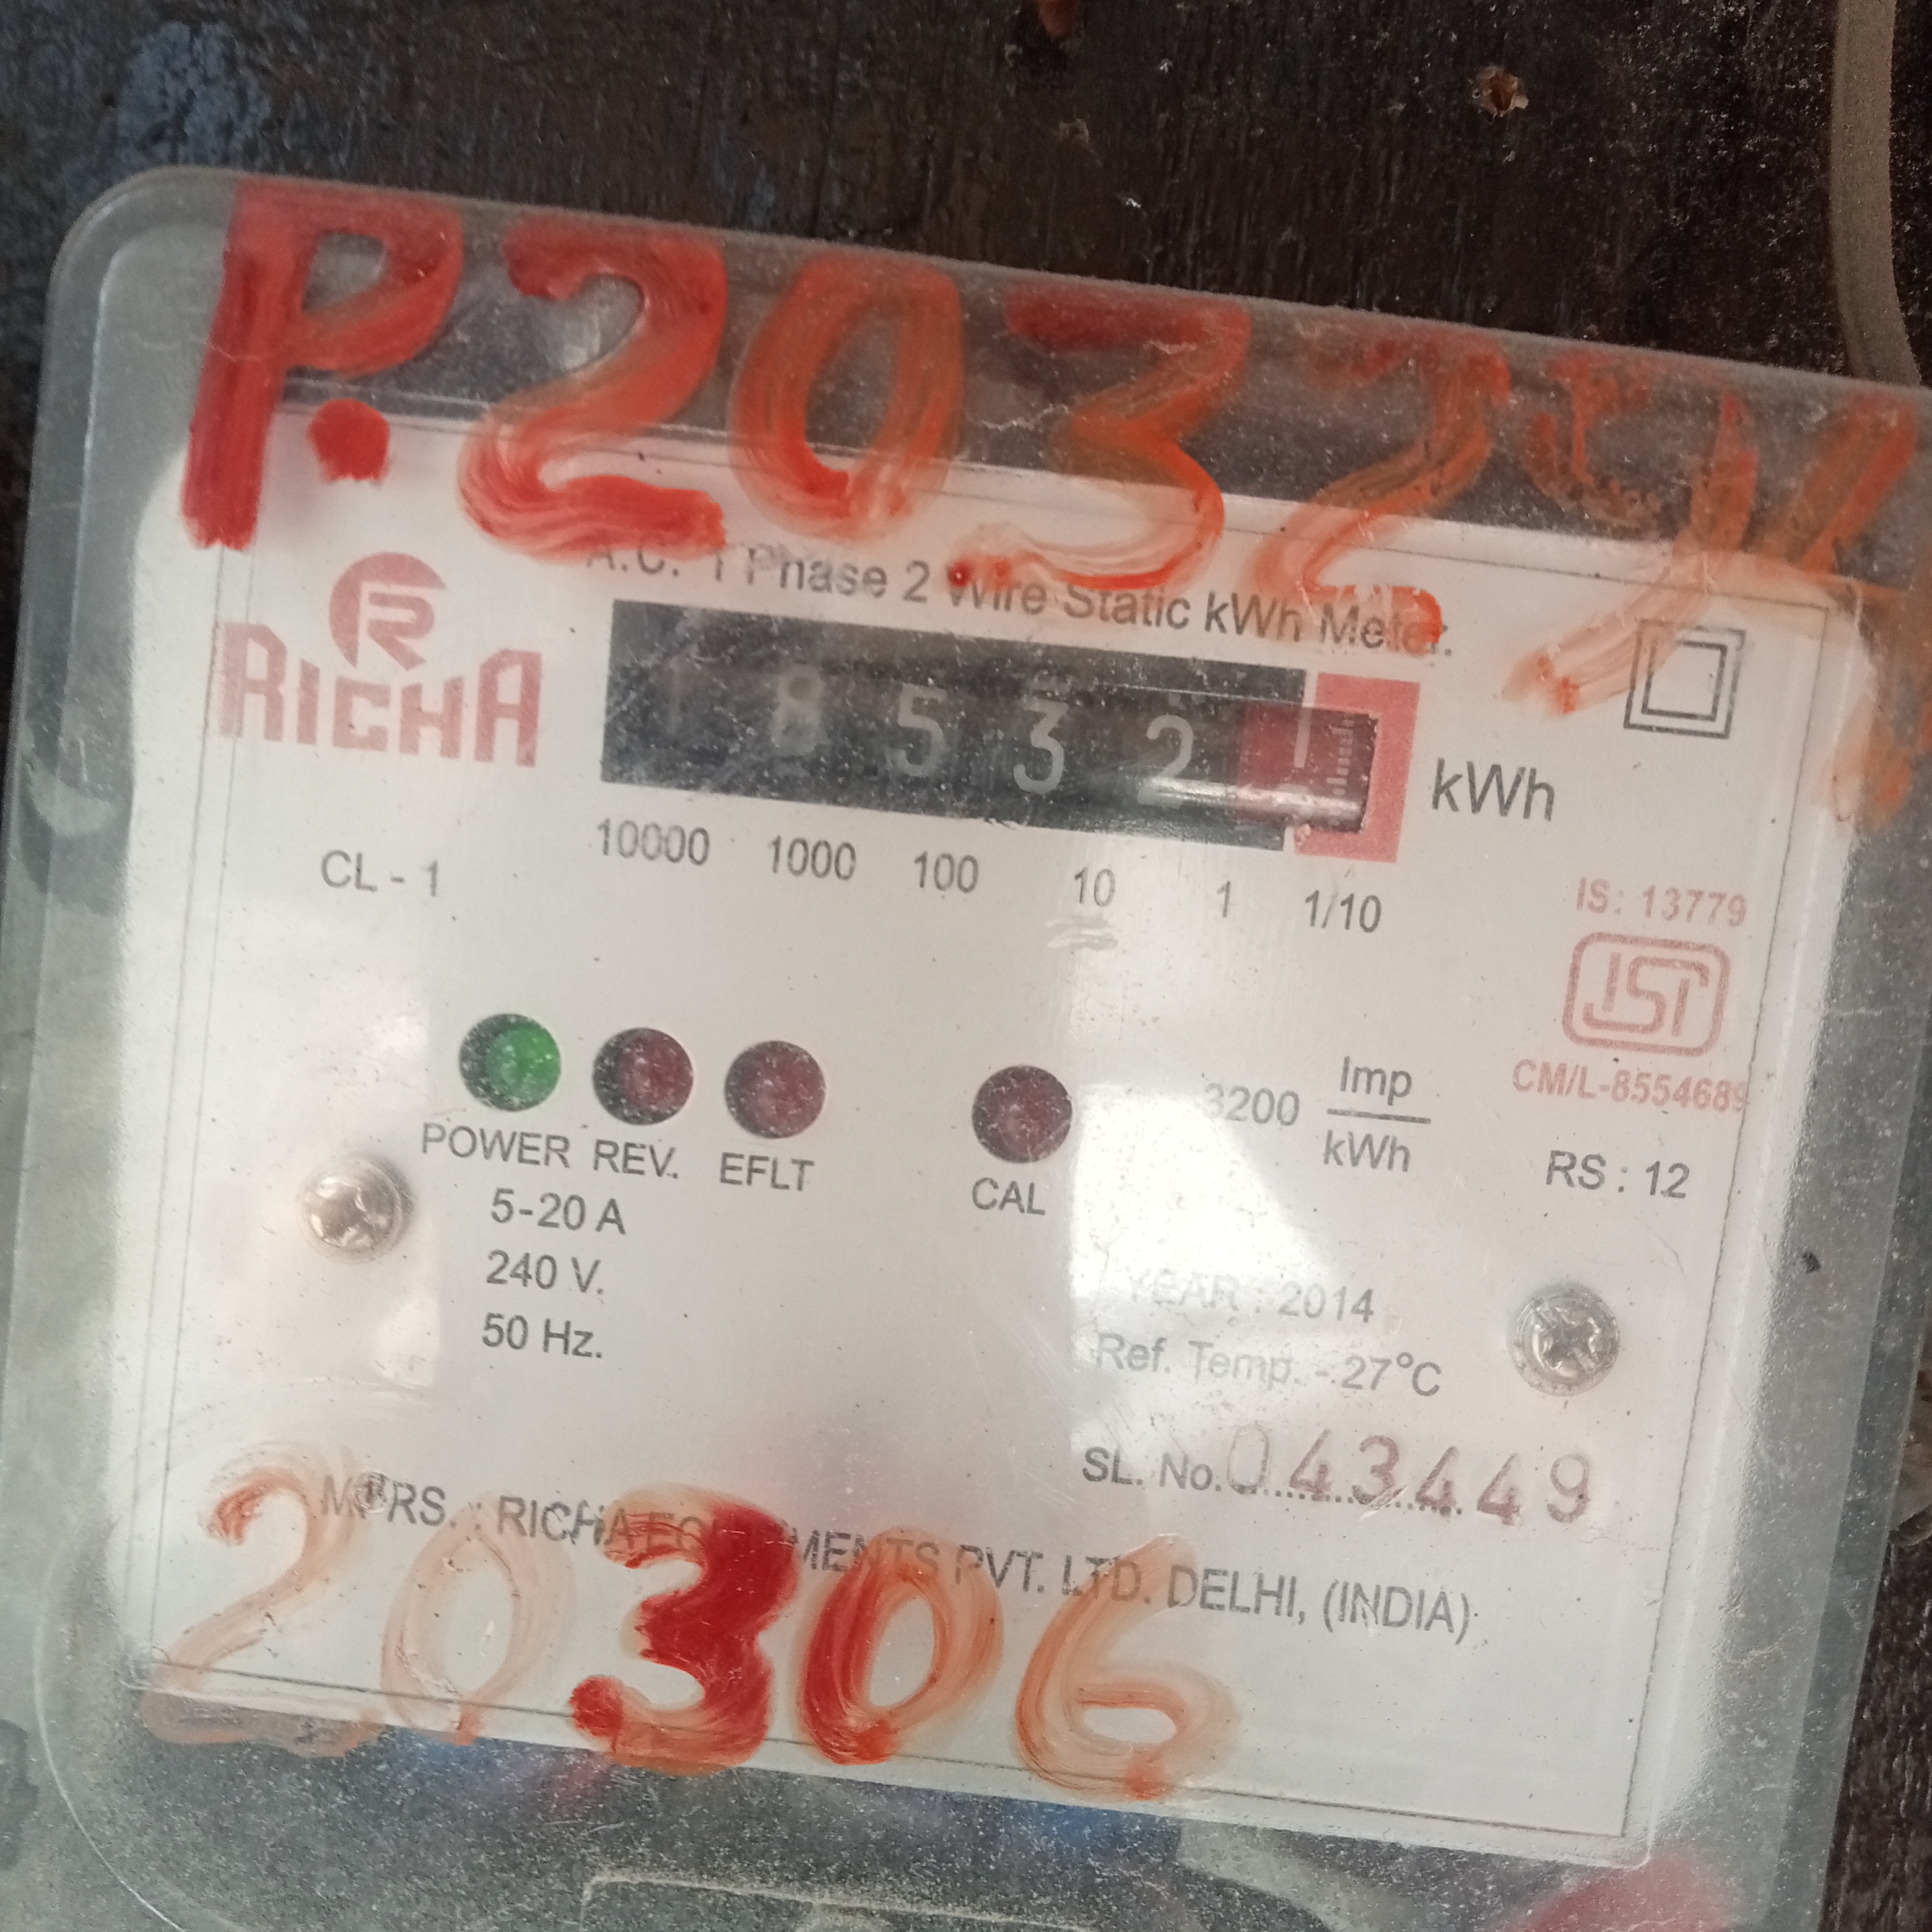 P.2032
RICHA
A.C. 1 Phase 2 Wire Static kWh Meter.
1 8 5 3 2 1
kWh
10000 1000 100 10 1 1/10
CL - 1
IS: 13779
ISI
CM/L-8554689
POWER REV. EFLT CAL
3200 Imp/kWh
RS : 12
5-20 A
240 V.
50 Hz.
YEAR : 2014
Ref. Temp. - 27°C
SL. No. 043449
MFRS. : RICHA EQUIPMENTS PVT. LTD. DELHI, (INDIA)
20306